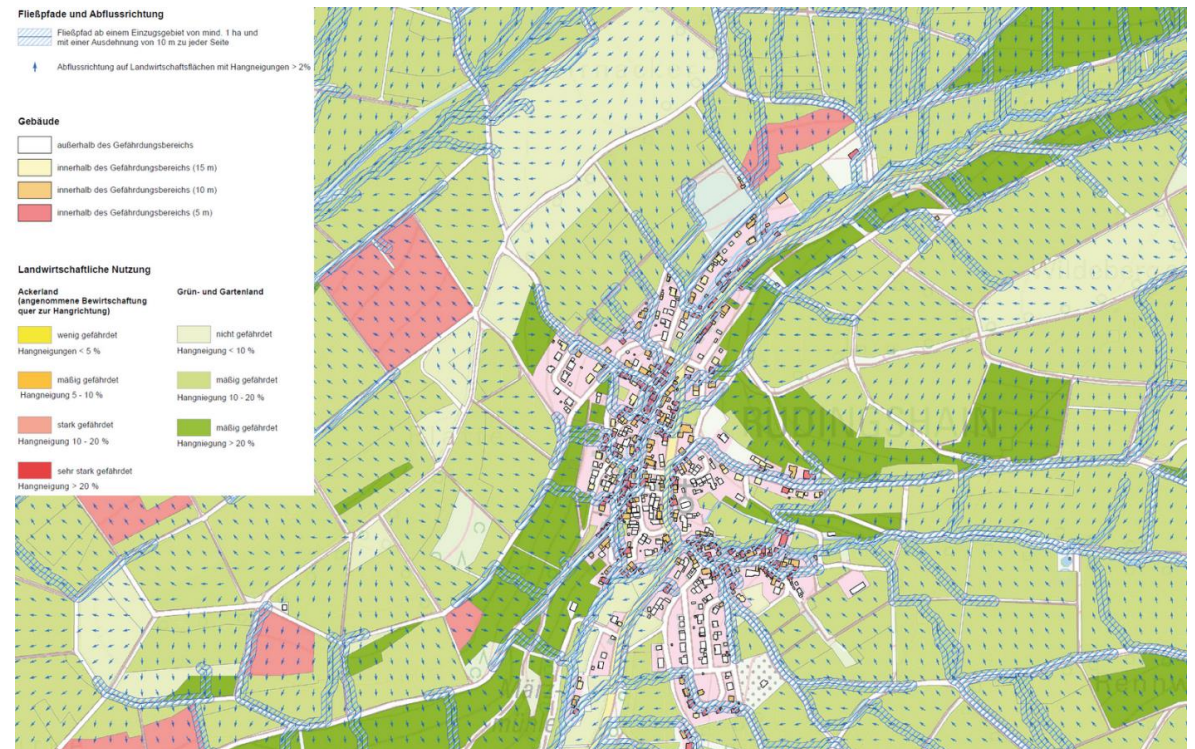 Fließpfade und Abflussrichtung
Fließpfad ab einem Einzugsgebiet von mind. 1 ha und
mit einer Ausdehnung von 10 m zu jeder Seite
Abflussrichtung auf Landwirtschaftsflächen mit Hangneigungen > 2%
Gebäude
außerhalb des Gefährdungsbereichs
innerhalb des Gefährdungsbereichs (15 m)
innerhalb des Gefährdungsbereichs (10 m)
innerhalb des Gefährdungsbereichs (5 m)
Landwirtschaftliche Nutzung
Ackerland
(angenommene Bewirtschaftung
quer zur Hangrichtung)
wenig gefährdet
Hangneigungen < 5 %
mäßig gefährdet
Hangneigung 5 - 10 %
stark gefährdet
Hangneigung 10 - 20 %
sehr stark gefährdet
Hangneigung > 20 %
Grün- und Gartenland
nicht gefährdet
Hangneigung < 10 %
mäßig gefährdet
Hangneigung 10 - 20 %
mäßig gefährdet
Hangniegung > 20 %